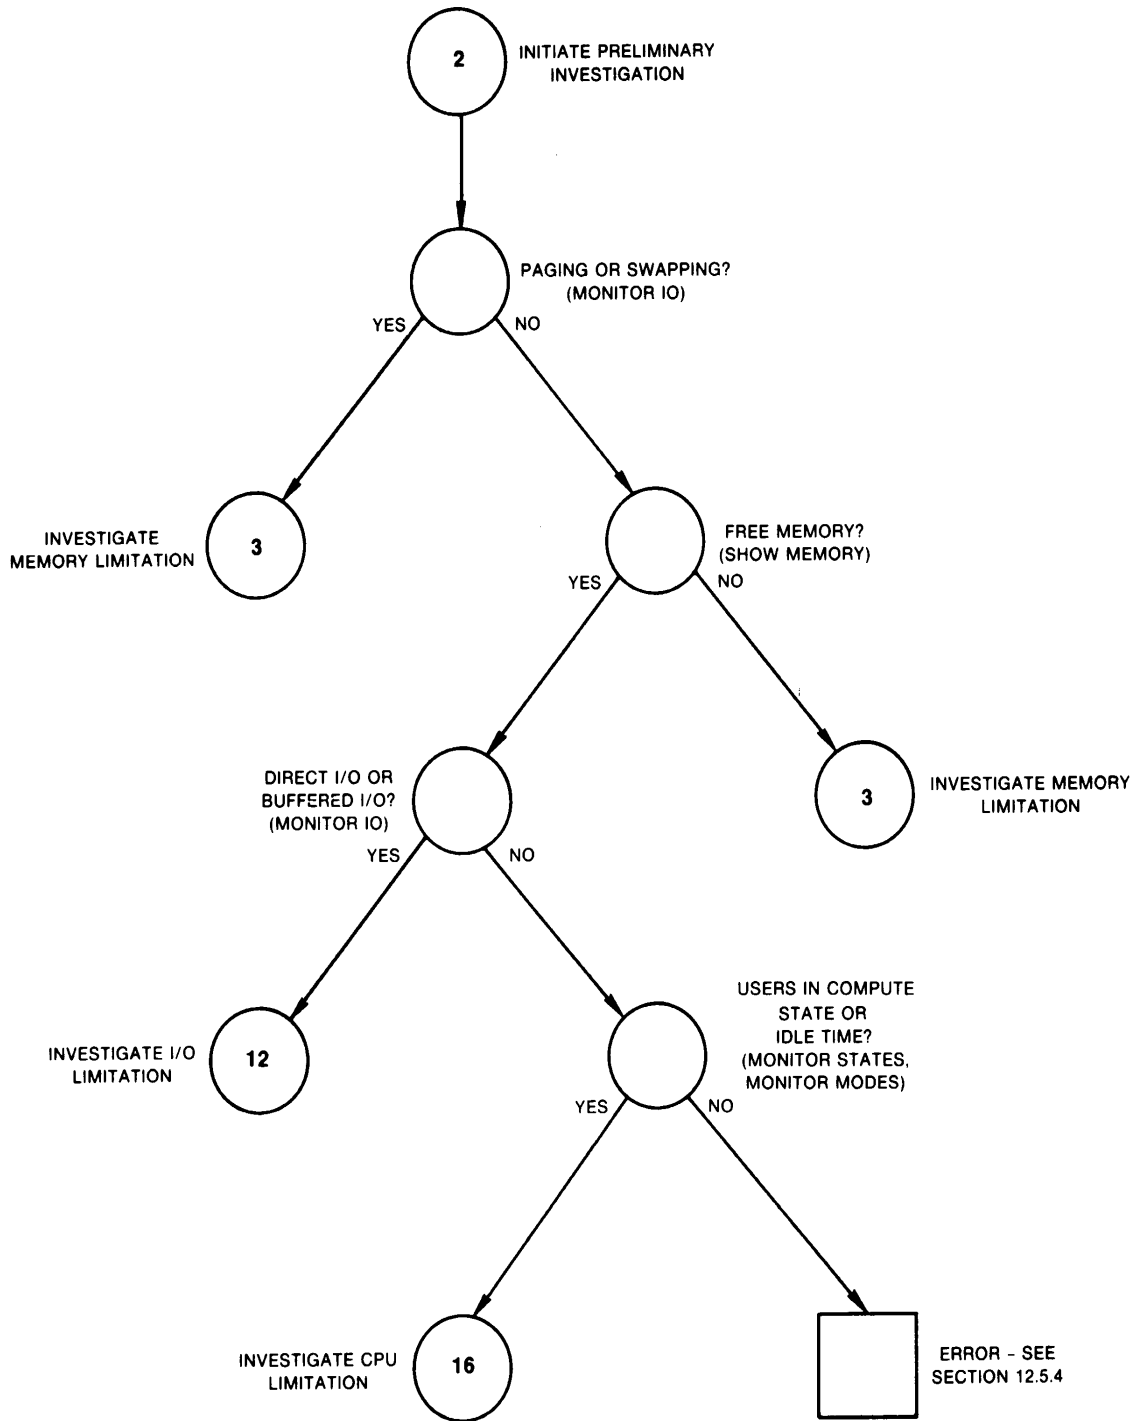 2
INITIATE PRELIMINARY
INVESTIGATION
PAGING OR SWAPPING?
(MONITOR IO)
YES
NO
INVESTIGATE
MEMORY LIMITATION
3
FREE MEMORY?
(SHOW MEMORY)
YES
NO
DIRECT I/O OR
BUFFERED I/O?
(MONITOR IO)
YES
NO
3
INVESTIGATE MEMORY
LIMITATION
INVESTIGATE I/O
LIMITATION
12
USERS IN COMPUTE
STATE OR
IDLE TIME?
(MONITOR STATES,
MONITOR MODES)
YES
NO
INVESTIGATE CPU
LIMITATION
16
ERROR - SEE
SECTION 12.5.4